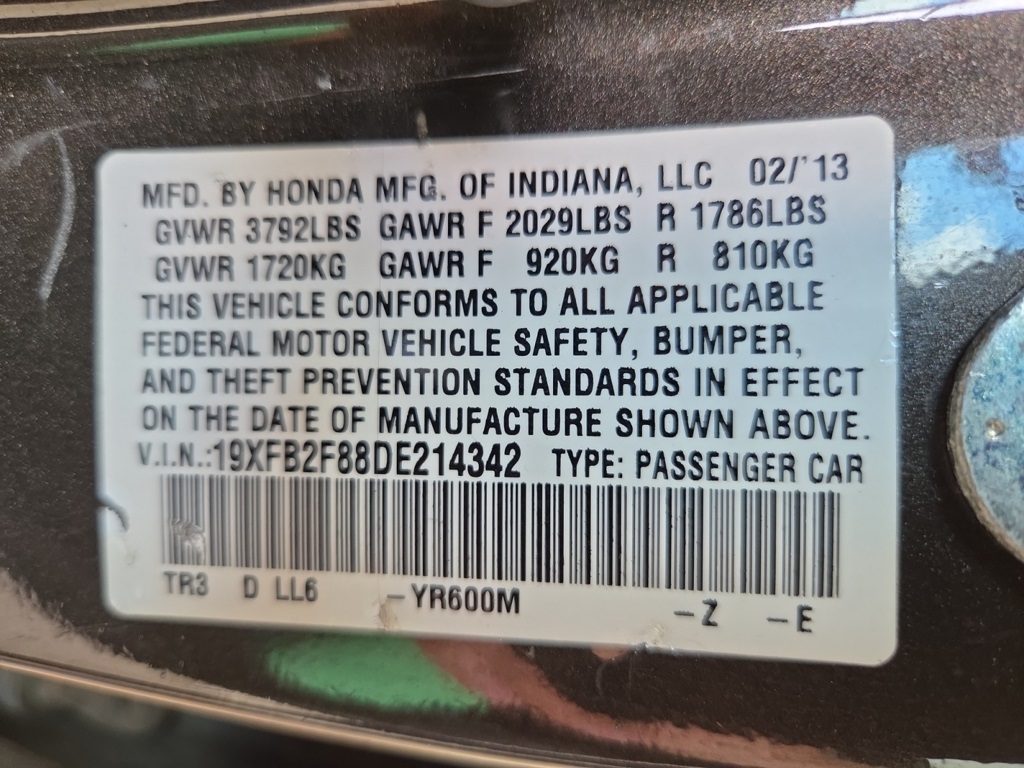 MFD. BY HONDA MFG. OF INDIANA, LLC 02/'13
GVWR 3792LBS GAWR F 2029LBS R 1786LBS
GVWR 1720KG GAWR F 920KG R 810KG
THIS VEHICLE CONFORMS TO ALL APPLICABLE
FEDERAL MOTOR VEHICLE SAFETY, BUMPER,
AND THEFT PREVENTION STANDARDS IN EFFECT
ON THE DATE OF MANUFACTURE SHOWN ABOVE.
V.I.N.:19XFB2F88DE214342 TYPE: PASSENGER CAR
TR3 D LL6 –YR600M –Z –E